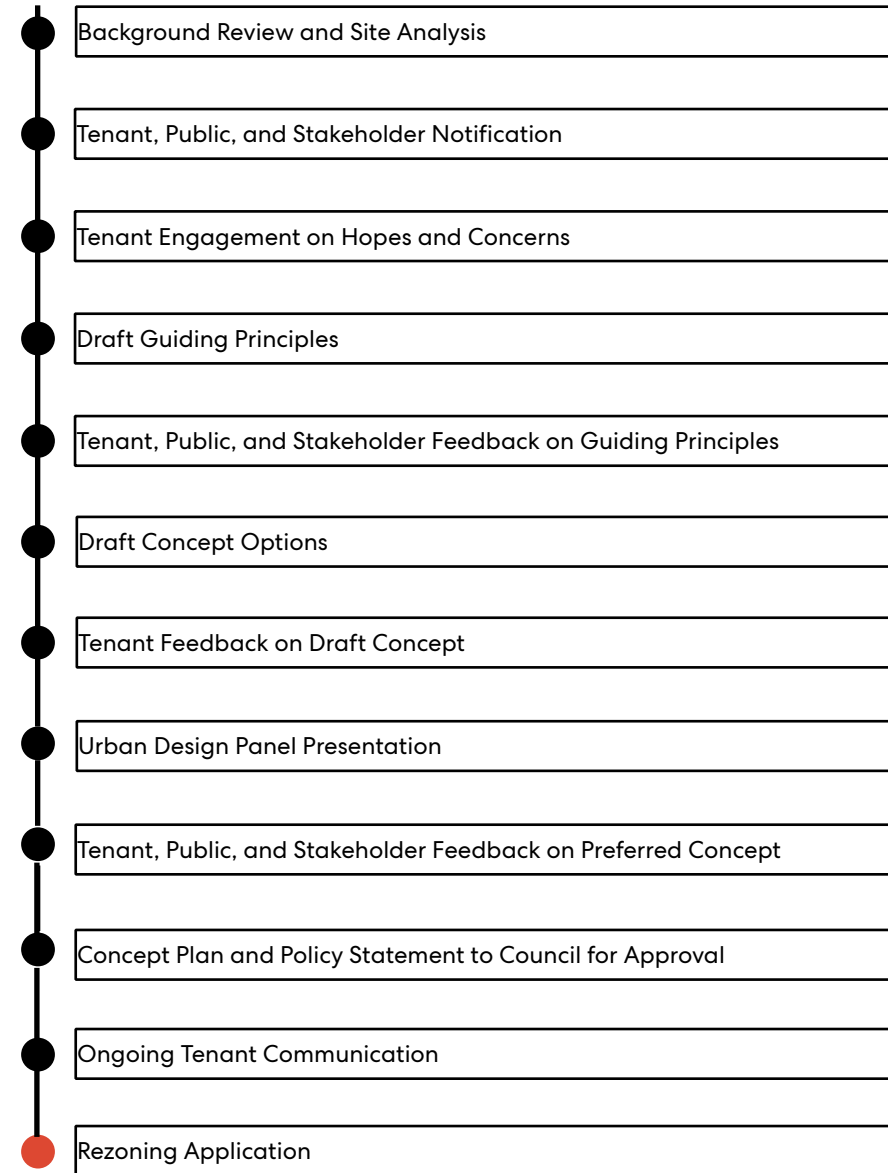 Background Review and Site Analysis
Tenant, Public, and Stakeholder Notification
Tenant Engagement on Hopes and Concerns
Draft Guiding Principles
Tenant, Public, and Stakeholder Feedback on Guiding Principles
Draft Concept Options
Tenant Feedback on Draft Concept
Urban Design Panel Presentation
Tenant, Public, and Stakeholder Feedback on Preferred Concept
Concept Plan and Policy Statement to Council for Approval
Ongoing Tenant Communication
Rezoning Application